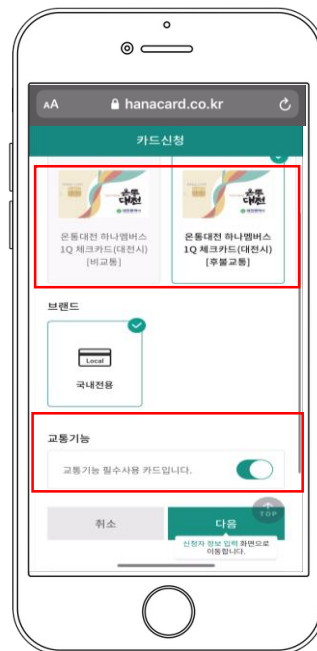 AA hanacard.co.kr
카드신청
온통대전
온통대전
온통대전 하나멤버스
1Q 체크카드(대전시)
[비교통]
온통대전 하나멤버스
1Q 체크카드(대전시)
[후불교통]
브랜드
Local
국내전용
교통기능
교통기능 필수사용 카드입니다.
TOP
취소
다음
신청자 정보 입력 화면으로
이동합니다.